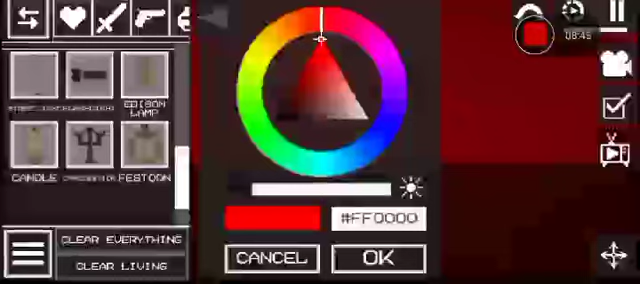 08:45
EDISON
LAMP
CANDLE
FESTOON
#FF0000
CLEAR EVERYTHING
CANCEL
OK
CLEAR LIVING